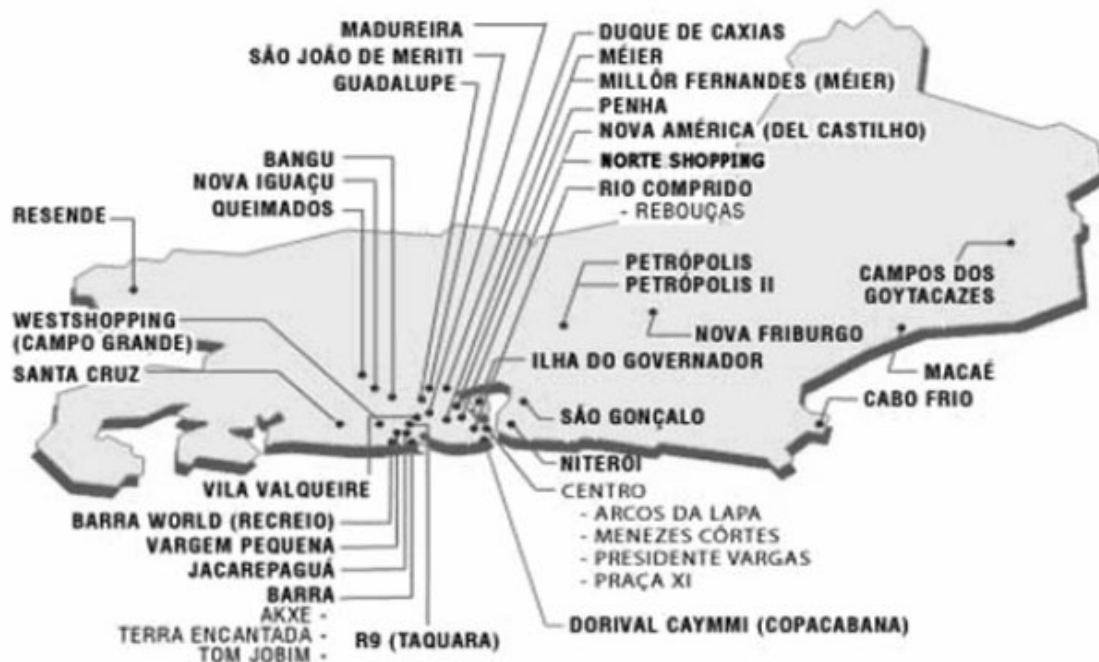 MADUREIRA
SÃO JOÃO DE MERITI
GUADALUPE
DUQUE DE CAXIAS
MÉIER
MILLÔR FERNANDES (MÉIER)
PENHA
NOVA AMÉRICA (DEL CASTILHO)
NORTE SHOPPING
RIO COMPRIDO
- REBOUÇAS
BANGU
NOVA IGUAÇU
QUEIMADOS
RESENDE
PETRÓPOLIS
PETRÓPOLIS II
CAMPOS DOS
GOYTACAZES
WESTSHOPPING
(CAMPO GRANDE)
NOVA FRIBURGO
ILHA DO GOVERNADOR
MACAÉ
SANTA CRUZ
CABO FRIO
SÃO GONÇALO
NITERÓI
VILA VALQUEIRE
CENTRO
- ARCOS DA LAPA
- MENEZES CÔRTES
- PRESIDENTE VARGAS
- PRAÇA XI
BARRA WORLD (RECREIO)
VARGEM PEQUENA
JACAREPAGUÁ
BARRA
AKXE -
TERRA ENCANTADA -
TOM JOBIM -
R9 (TAQUARA)
DORIVAL CAYMMI (COPACABANA)